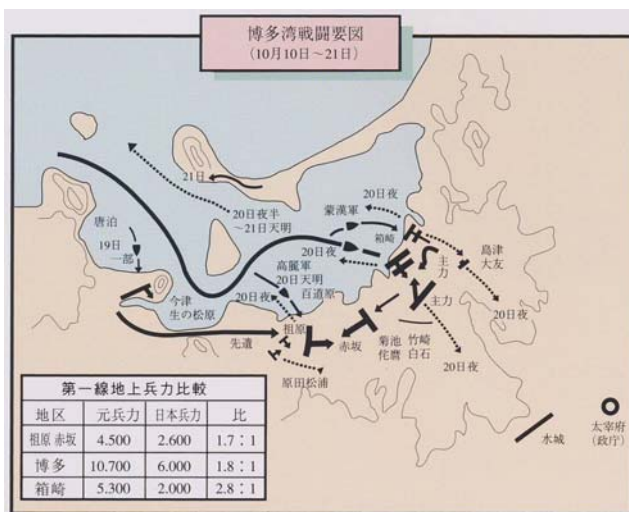 博多湾戦闘要図
(10月10日～21日)
21日
20日夜半
～21日天明
蒙漢軍
20日夜
箱崎
唐泊
19日
一部
20日夜
高麗軍
20日天明
百道原
20日夜
主力
島津
大友
20日夜
今津
生の松原
祖原
赤坂
先遣
原田松浦
主力
菊池
侘磨
竹崎
白石
20日夜
水城
太宰府
(政庁)
第一線地上兵力比較
地区 元兵力 日本兵力 比
祖原 赤坂 4.500 2.600 1.7：1
博多 10.700 6.000 1.8：1
箱崎 5.300 2.000 2.8：1